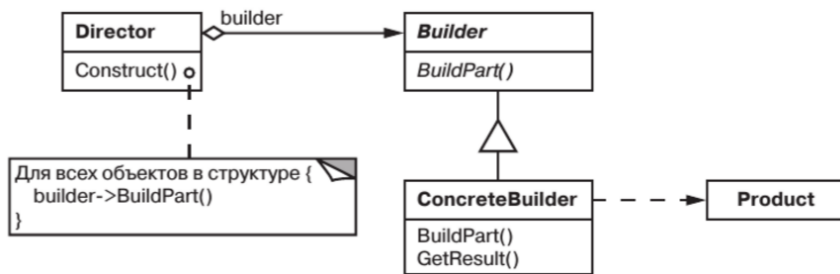 builder
Director
Construct()
Builder
BuildPart()
Для всех объектов в структуре {
builder->BuildPart()
}
ConcreteBuilder
BuildPart()
GetResult()
Product